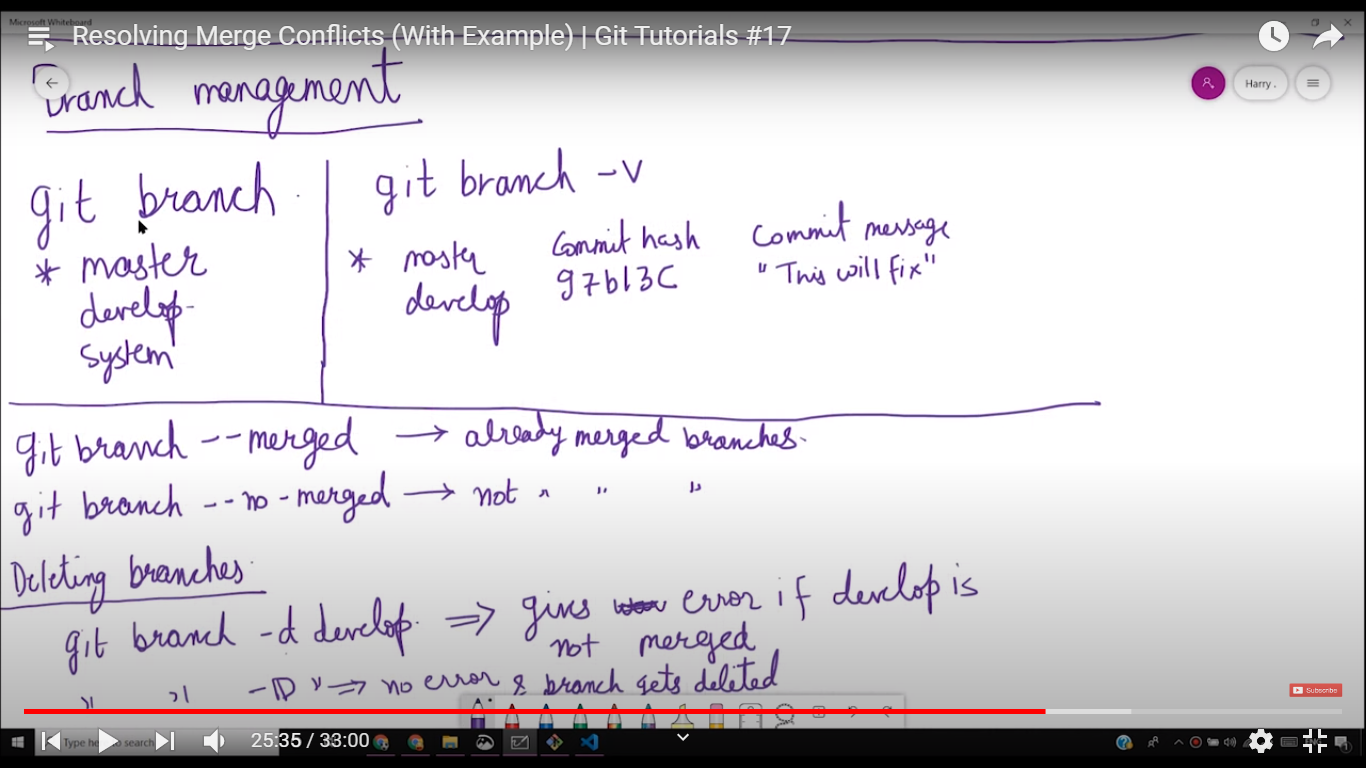 Microsoft Whiteboard
Resolving Merge Conflicts (With Example) | Git Tutorials #17
Harry .
Branch management
git branch
* master
develop
system
git branch -v
Commit hash
Commit message
* master
97b13C
"This will fix"
develop
git branch --merged → already merged branches.
git branch --no-merged → not " " "
Deleting branches
git branch -d develop. ⇒ gives error if develop is
not merged
" " -D " ⇒ no error & branch gets deleted
Subscribe
25:35 / 33:00
Type here to search